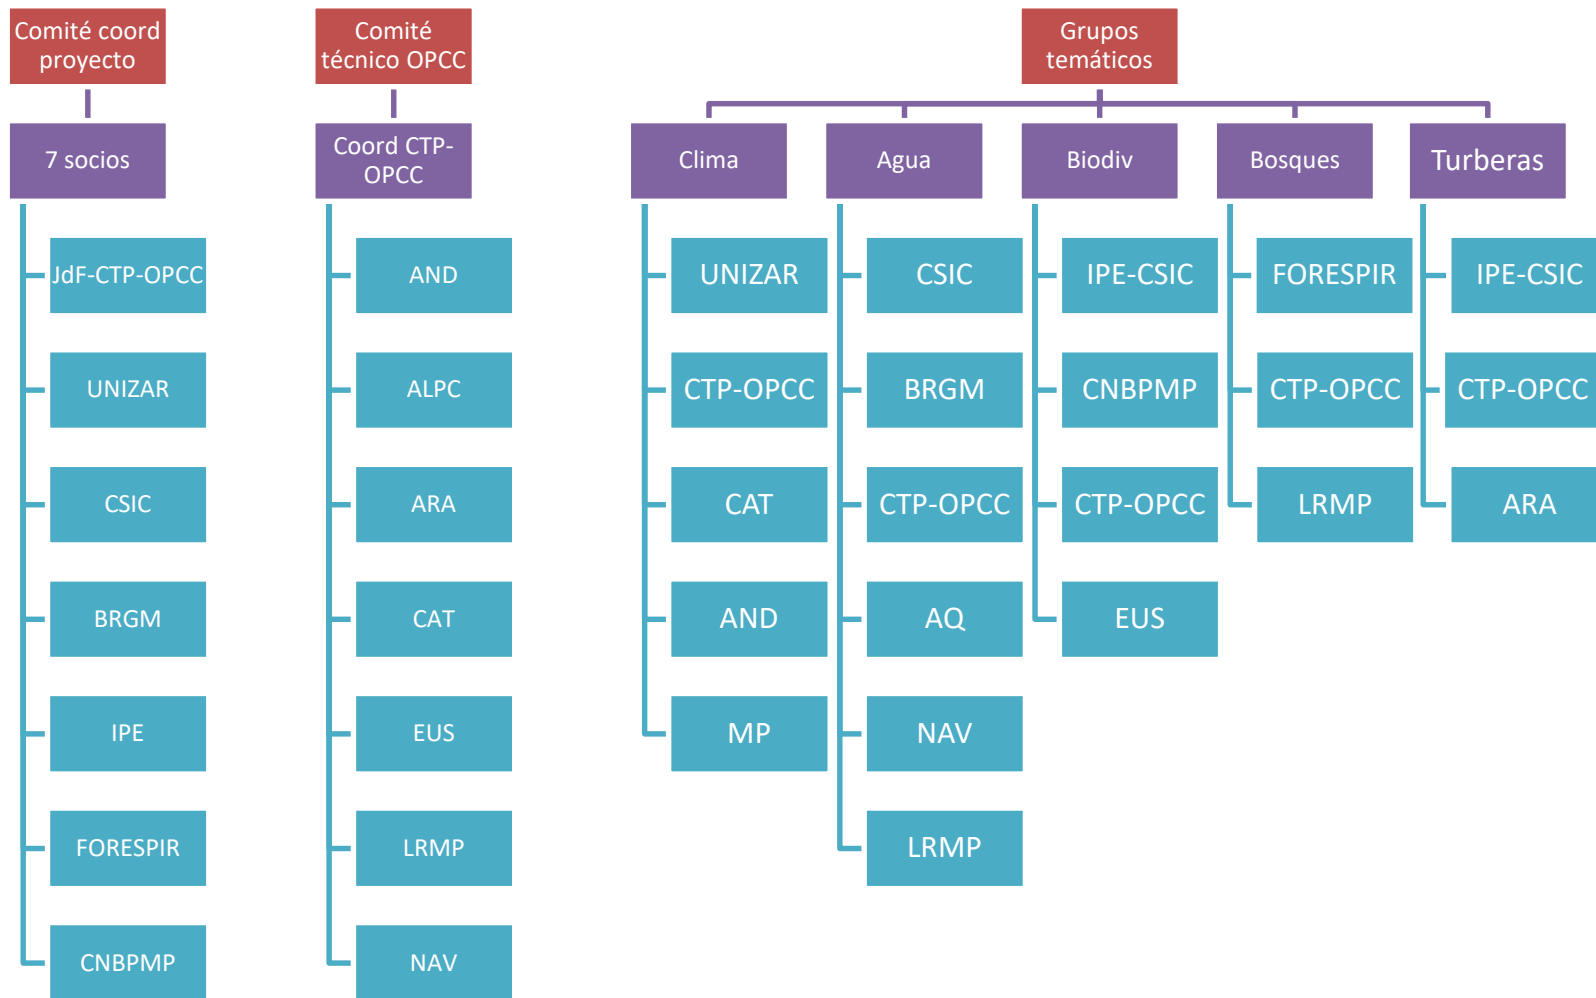 Comité coord
proyecto
7 socios
JdF-CTP-OPCC
UNIZAR
CSIC
BRGM
IPE
FORESPIR
CNBPMP
Comité
técnico OPCC
Coord CTP-
OPCC
AND
ALPC
ARA
CAT
EUS
LRMP
NAV
Grupos
temáticos
Clima
UNIZAR
CTP-OPCC
CAT
AND
MP
Agua
CSIC
BRGM
CTP-OPCC
AQ
NAV
LRMP
Biodiv
IPE-CSIC
CNBPMP
CTP-OPCC
EUS
Bosques
FORESPIR
CTP-OPCC
LRMP
Turberas
IPE-CSIC
CTP-OPCC
ARA